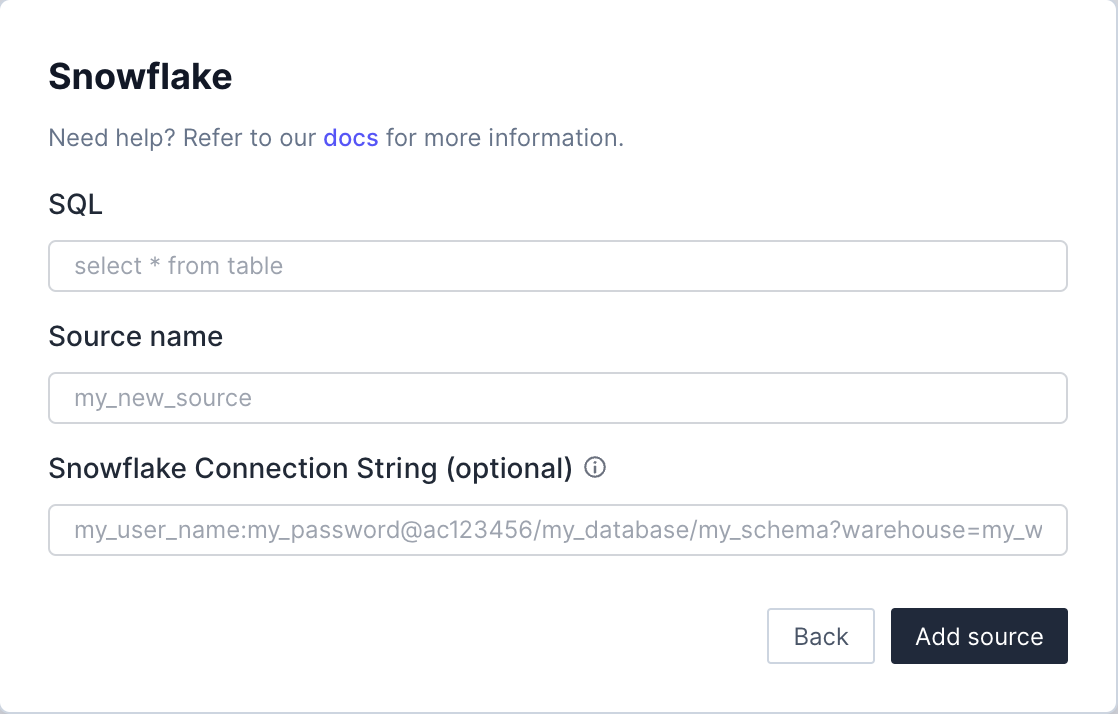 Snowflake
Need help? Refer to our docs for more information.
SQL
select * from table
Source name
my_new_source
Snowflake Connection String (optional)
my_user_name:my_password@ac123456/my_database/my_schema?warehouse=my_w
Back
Add source